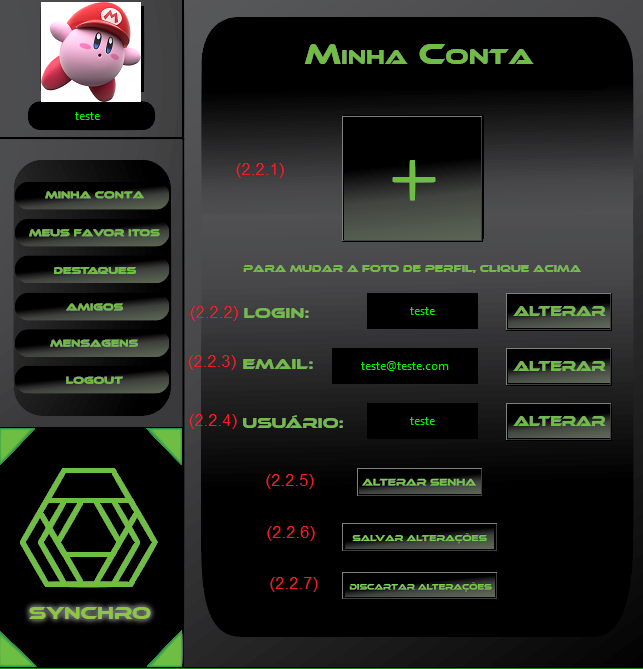 teste
MINHA CONTA
MEUS FAVORITOS
DESTAQUES
AMIGOS
MENSAGENS
LOGOUT
SYNCHRO
MINHA CONTA
(2.2.1)
PARA MUDAR A FOTO DE PERFIL, CLIQUE ACIMA
(2.2.2) LOGIN: teste ALTERAR
(2.2.3) EMAIL: teste@teste.com ALTERAR
(2.2.4) USUÁRIO: teste ALTERAR
(2.2.5) ALTERAR SENHA
(2.2.6) SALVAR ALTERAÇÕES
(2.2.7) DISCARTAR ALTERAÇÕES